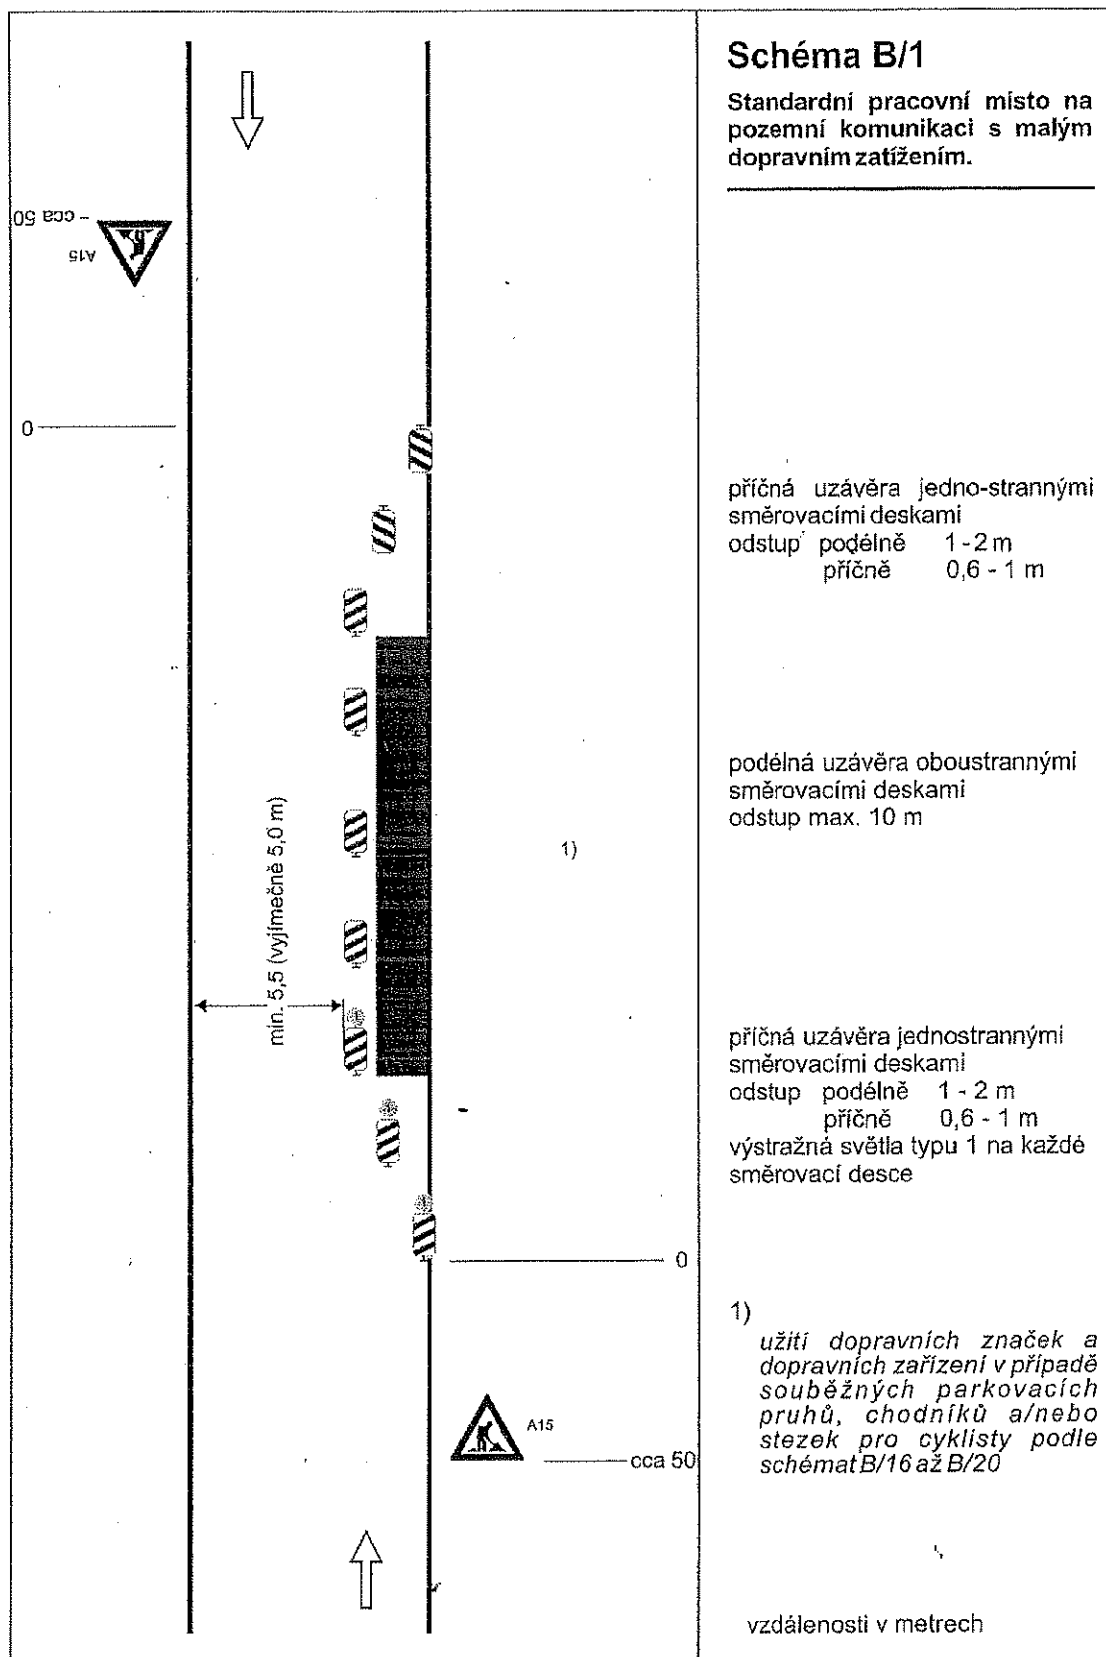 Schéma B/1
Standardní pracovní místo na
pozemní komunikaci s malým
dopravním zatížením.
cca 50
A15
0
příčná uzávěra jedno-strannými
směrovacími deskami
odstup podélně 1 - 2 m
příčně 0,6 - 1 m
podélná uzávěra oboustrannými
směrovacími deskami
odstup max. 10 m
1)
min. 5,5 (vyjímečně 5,0 m)
příčná uzávěra jednostrannými
směrovacími deskami
odstup podélně 1 - 2 m
příčně 0,6 - 1 m
výstražná světla typu 1 na každé
směrovací desce
0
1)
užití dopravních značek a
dopravních zařízení v případě
souběžných parkovacích
pruhů, chodníků a/nebo
stezek pro cyklisty podle
schémat B/16 až B/20
A15
cca 50
vzdálenosti v metrech